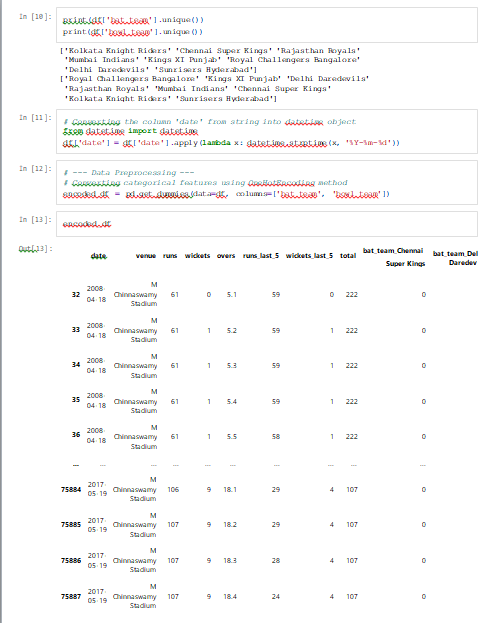 In [10]: print(df['bat_team'].unique())
print(df['bowl_team'].unique())
['Kolkata Knight Riders' 'Chennai Super Kings' 'Rajasthan Royals'
'Mumbai Indians' 'Kings XI Punjab' 'Royal Challengers Bangalore'
'Delhi Daredevils' 'Sunrisers Hyderabad']
['Royal Challengers Bangalore' 'Kings XI Punjab' 'Delhi Daredevils'
'Rajasthan Royals' 'Mumbai Indians' 'Chennai Super Kings'
'Kolkata Knight Riders' 'Sunrisers Hyderabad']
In [11]: # Converting the column 'date' from string into datetime object
from datetime import datetime
df['date'] = df['date'].apply(lambda x: datetime.strptime(x, '%Y-%m-%d'))
In [12]: # --- Data Preprocessing ---
# Converting categorical features using OneHotEncoding method
encoded_df = pd.get_dummies(data=df, columns=['bat_team', 'bowl_team'])
In [13]: encoded_df
Out[13]:
date venue runs wickets overs runs_last_5 wickets_last_5 total bat_team_Chennai Super Kings bat_team_Del Daredev
32 2008-04-18 M Chinnaswamy Stadium 61 0 5.1 59 0 222 0
33 2008-04-18 M Chinnaswamy Stadium 61 1 5.2 59 1 222 0
34 2008-04-18 M Chinnaswamy Stadium 61 1 5.3 59 1 222 0
35 2008-04-18 M Chinnaswamy Stadium 61 1 5.4 59 1 222 0
36 2008-04-18 M Chinnaswamy Stadium 61 1 5.5 58 1 222 0
... ... ... ... ... ... ... ... ... ...
75884 2017-05-19 M Chinnaswamy Stadium 106 9 18.1 29 4 107 0
75885 2017-05-19 M Chinnaswamy Stadium 107 9 18.2 29 4 107 0
75886 2017-05-19 M Chinnaswamy Stadium 107 9 18.3 28 4 107 0
75887 2017-05-19 M Chinnaswamy Stadium 107 9 18.4 24 4 107 0